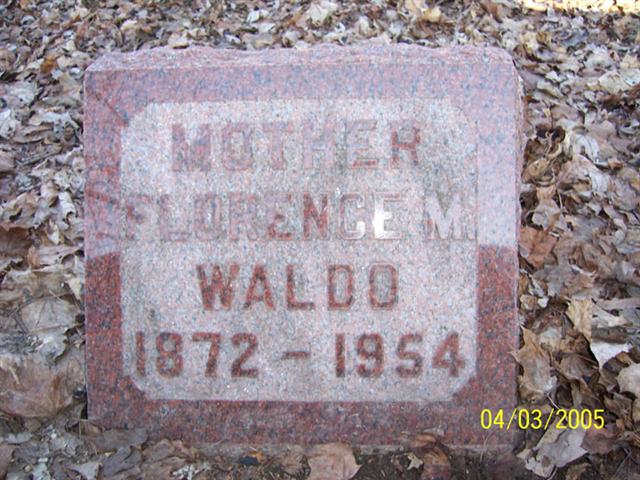 MOTHER
FLORENCE M.
WALDO
1872 - 1954
04/03/2005